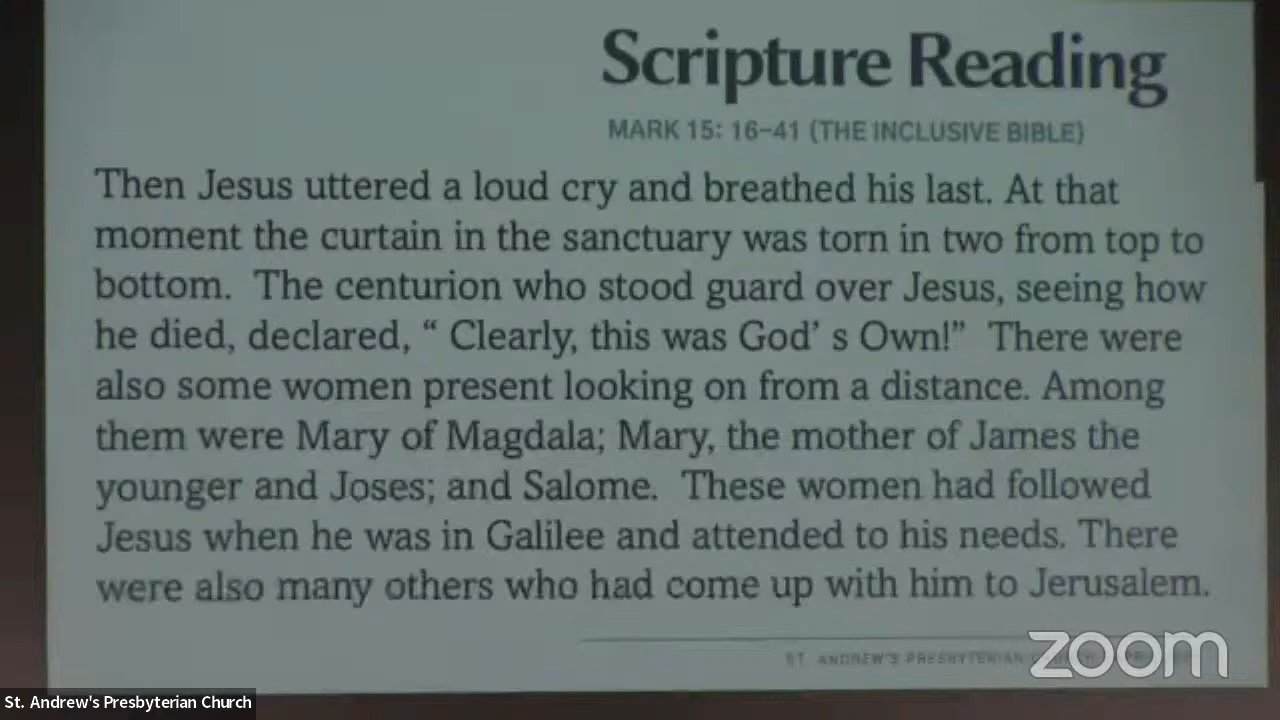 Scripture Reading
MARK 15: 16–41 (THE INCLUSIVE BIBLE)
Then Jesus uttered a loud cry and breathed his last. At that
moment the curtain in the sanctuary was torn in two from top to
bottom.  The centurion who stood guard over Jesus, seeing how
he died, declared, “ Clearly, this was God’ s Own!”  There were
also some women present looking on from a distance. Among
them were Mary of Magdala; Mary, the mother of James the
younger and Joses; and Salome.  These women had followed
Jesus when he was in Galilee and attended to his needs. There
were also many others who had come up with him to Jerusalem.
ST. ANDREW'S PRESBYTERIAN
zoom
St. Andrew's Presbyterian Church